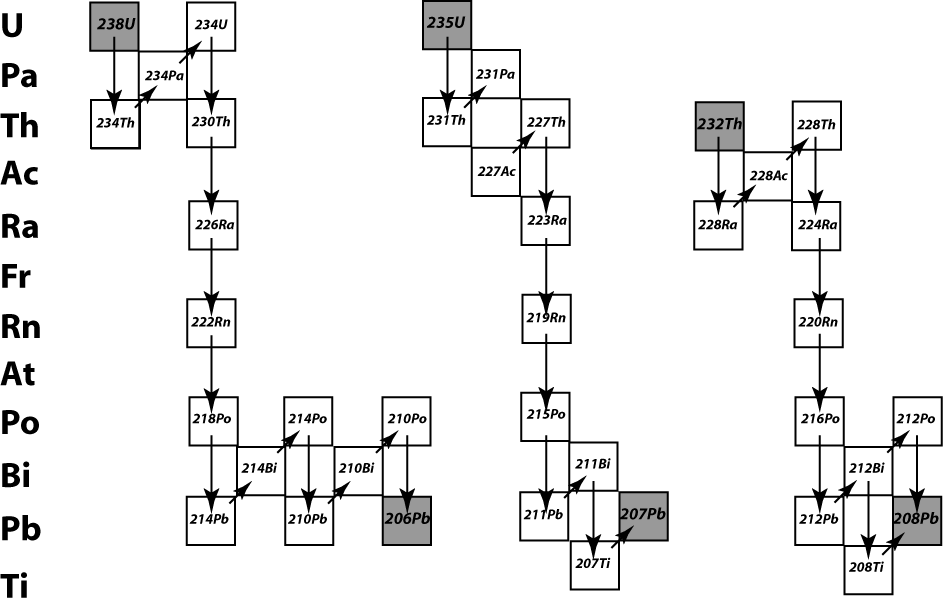 U
Pa
Th
Ac
Ra
Fr
Rn
At
Po
Bi
Pb
Ti
238U
234U
234Pa
234Th
230Th
226Ra
222Rn
218Po
214Po
210Po
214Bi
210Bi
214Pb
210Pb
206Pb
235U
231Pa
231Th
227Th
227Ac
223Ra
219Rn
215Po
211Bi
211Pb
207Pb
207Ti
232Th
228Th
228Ac
228Ra
224Ra
220Rn
216Po
212Po
212Bi
212Pb
208Pb
208Ti